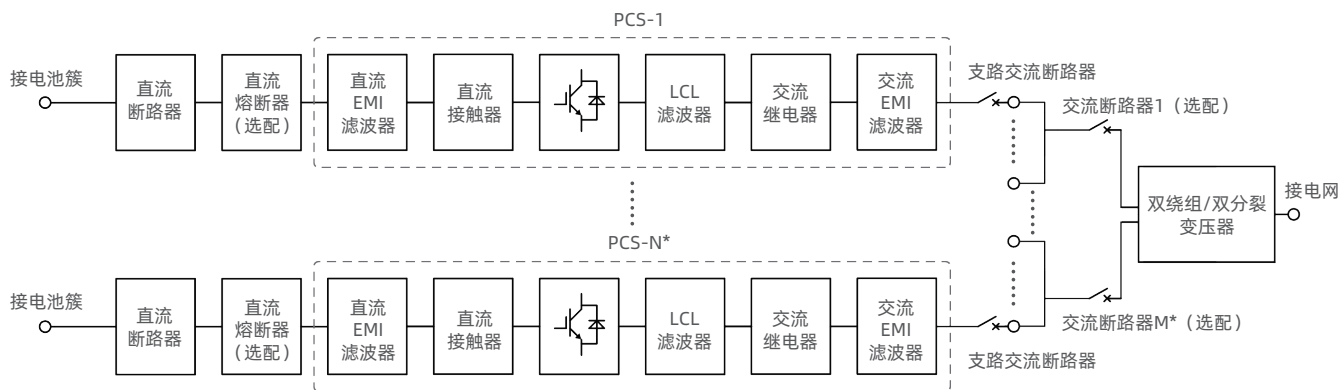 PCS-1
接电池簇
直流
断路器
直流
熔断器
(选配)
直流
EMI
滤波器
直流
接触器
LCL
滤波器
交流
继电器
交流
EMI
滤波器
支路交流断路器
交流断路器1（选配）
双绕组/双分裂
变压器
接电网
PCS-N*
接电池簇
直流
断路器
直流
熔断器
(选配)
直流
EMI
滤波器
直流
接触器
LCL
滤波器
交流
继电器
交流
EMI
滤波器
交流断路器M*（选配）
支路交流断路器